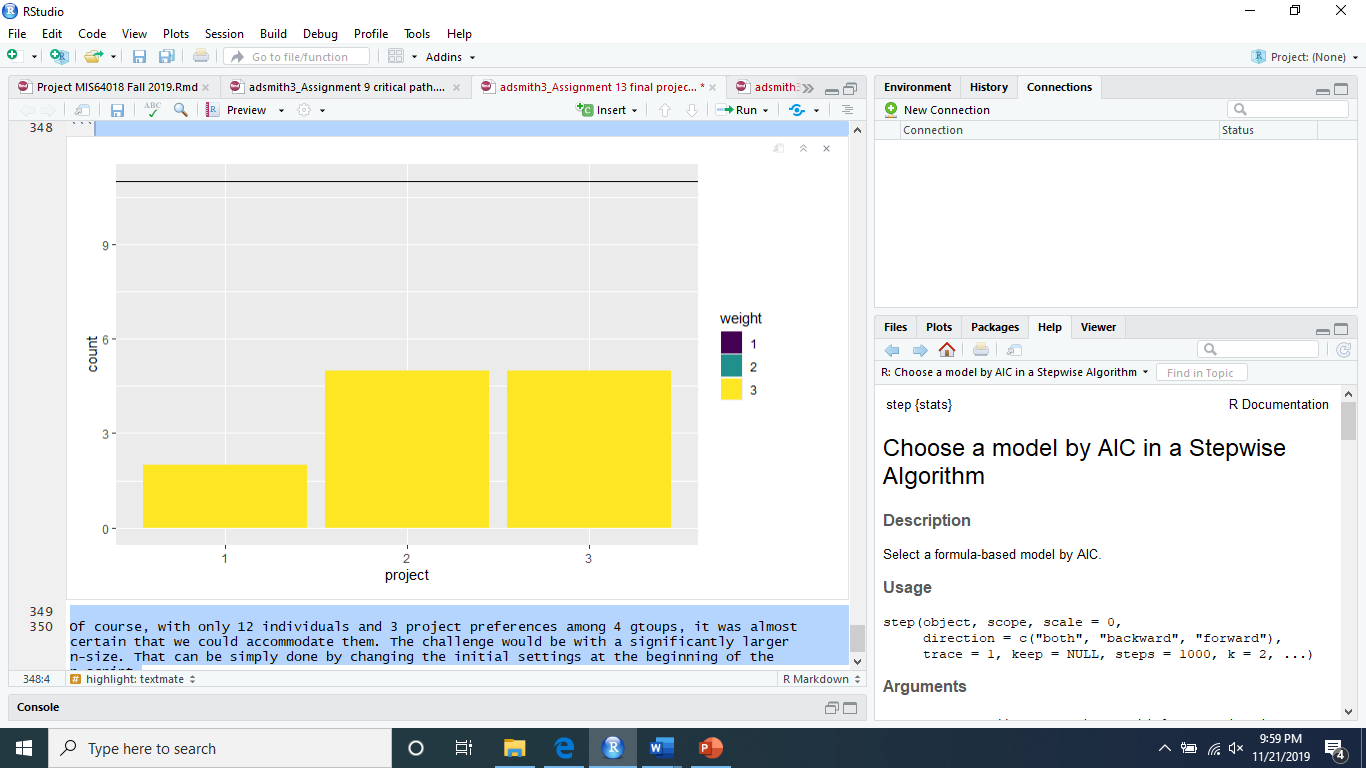 RStudio
File Edit Code View Plots Session Build Debug Profile Tools Help
Go to file/function Addins Project: (None)
Project MIS64018 Fall 2019.Rmd adsmith3_Assignment 9 critical path.... adsmith3_Assignment 13 final projec... * adsmith3
ABC Preview Insert Run
348 ```
9
6
3
0
count
1 2 3
project
weight
1
2
3
349
350 Of course, with only 12 individuals and 3 project preferences among 4 gtoups, it was almost
certain that we could accommodate them. The challenge would be with a significantly larger
n-size. That can be simply done by changing the initial settings at the beginning of the
348:4 # highlight: textmate R Markdown
Console
Environment History Connections
New Connection
Connection Status
Files Plots Packages Help Viewer
R: Choose a model by AIC in a Stepwise Algorithm Find in Topic
step {stats} R Documentation
Choose a model by AIC in a Stepwise
Algorithm
Description
Select a formula-based model by AIC.
Usage
step(object, scope, scale = 0,
direction = c("both", "backward", "forward"),
trace = 1, keep = NULL, steps = 1000, k = 2, ...)
Arguments
Type here to search
9:59 PM
11/21/2019
4